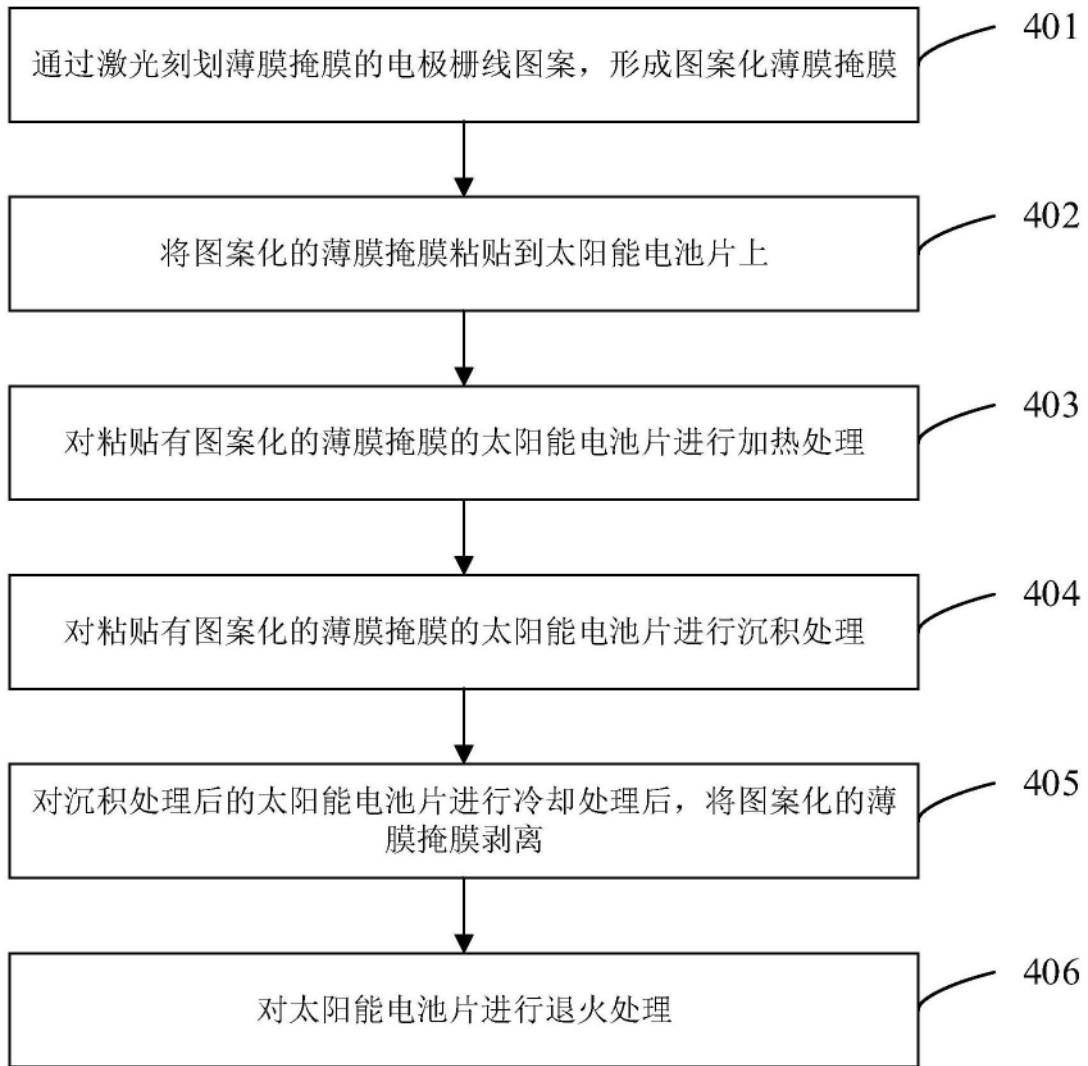 通过激光刻划薄膜掩膜的电极栅线图案，形成图案化薄膜掩膜
401
将图案化的薄膜掩膜粘贴到太阳能电池片上
402
对粘贴有图案化的薄膜掩膜的太阳能电池片进行加热处理
403
对粘贴有图案化的薄膜掩膜的太阳能电池片进行沉积处理
404
对沉积处理后的太阳能电池片进行冷却处理后，将图案化的薄
膜掩膜剥离
405
对太阳能电池片进行退火处理
406